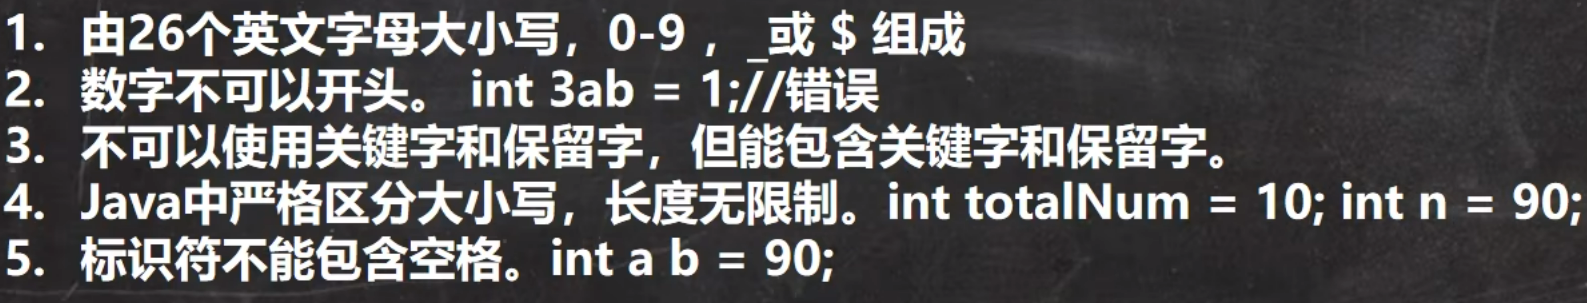 1. 由26个英文字母大小写，0-9 ，_或 $ 组成
2. 数字不可以开头。 int 3ab = 1;//错误
3. 不可以使用关键字和保留字，但能包含关键字和保留字。
4. Java中严格区分大小写，长度无限制。int totalNum = 10; int n = 90;
5. 标识符不能包含空格。int a b = 90;